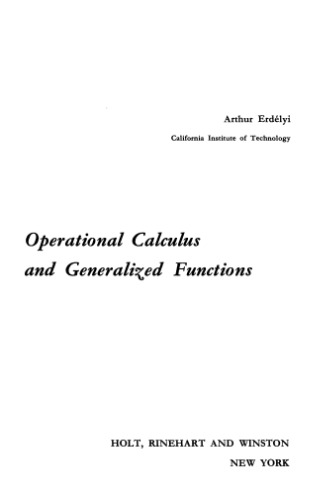 Arthur Erdélyi
California Institute of Technology
Operational Calculus
and Generalized Functions
HOLT, RINEHART AND WINSTON
NEW YORK